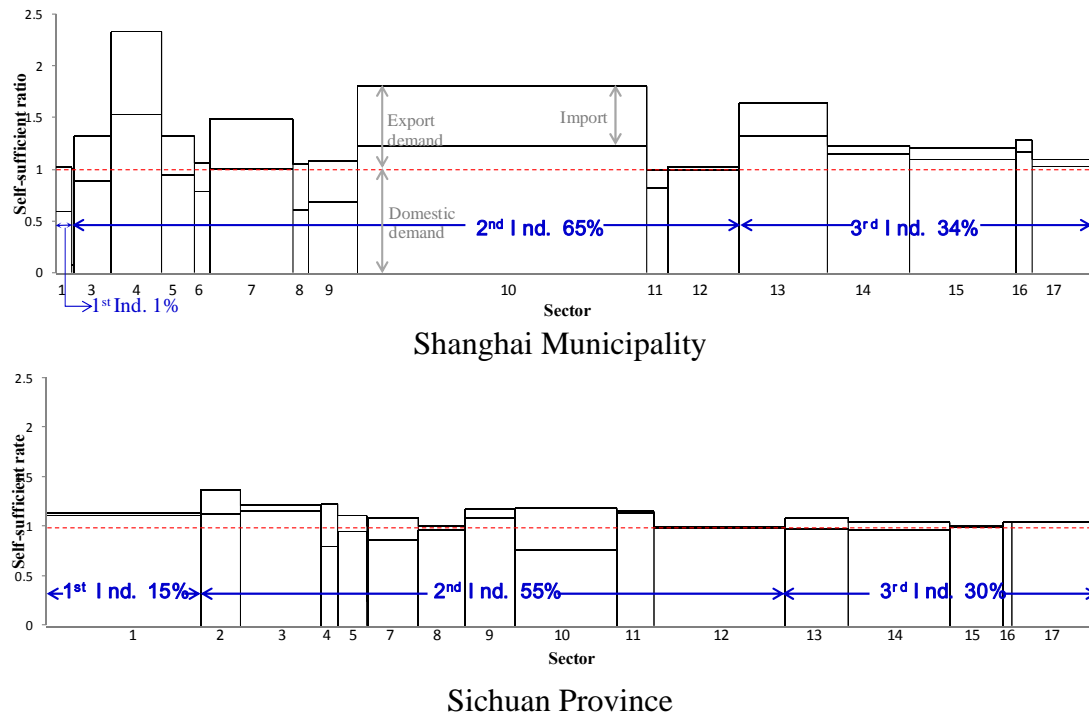 2.5
2
1.5
1
0.5
0
Self-sufficient ratio
Export
demand
Import
Domestic
demand
2nd Ind. 65%
3rd Ind. 34%
1 3 4 5 6 7 8 9 10 11 12 13 14 15 16 17
1st Ind. 1%
Sector
Shanghai Municipality
2.5
2
1.5
1
0.5
0
Self-sufficient rate
1st Ind. 15%
2nd Ind. 55%
3rd Ind. 30%
1 2 3 4 5 7 8 9 10 11 12 13 14 15 16 17
Sector
Sichuan Province